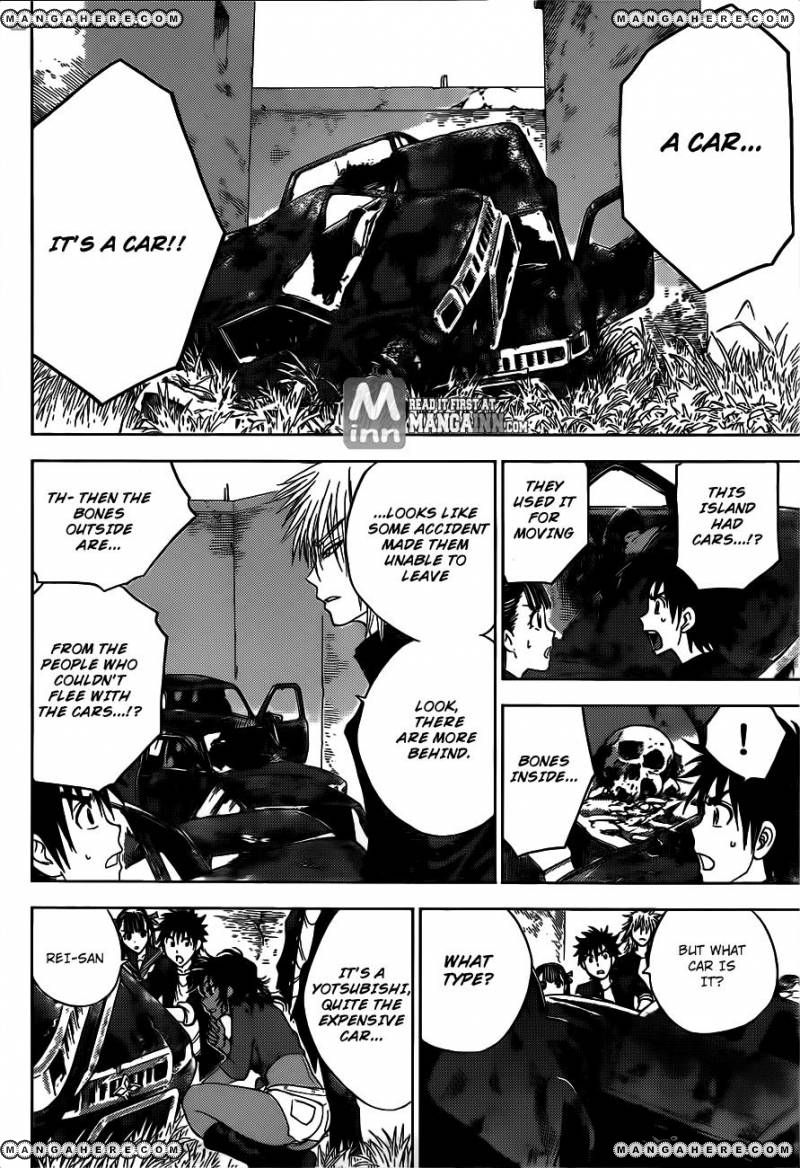 MANGAHERE.COM
MANGAHERE.COM
A CAR...
IT'S A CAR!!
M
inn
READ IT FIRST AT
MANGAINN.COM
THIS
ISLAND
HAD
CARS...!?
THEY
USED IT
FOR
MOVING
!
BONES
INSIDE...
...LOOKS LIKE
SOME ACCIDENT
MADE THEM
UNABLE TO
LEAVE
LOOK,
THERE
ARE MORE
BEHIND.
TH- THEN THE
BONES
OUTSIDE
ARE...
FROM THE
PEOPLE WHO
COULDN'T
FLEE WITH
THE CARS...!?
BUT WHAT
CAR IS
IT?
WHAT
TYPE?
IT'S A
YOTSUBISHI,
QUITE THE
EXPENSIVE
CAR...
REI-SAN
MANGAHERE.COM
MANGAHERE.COM